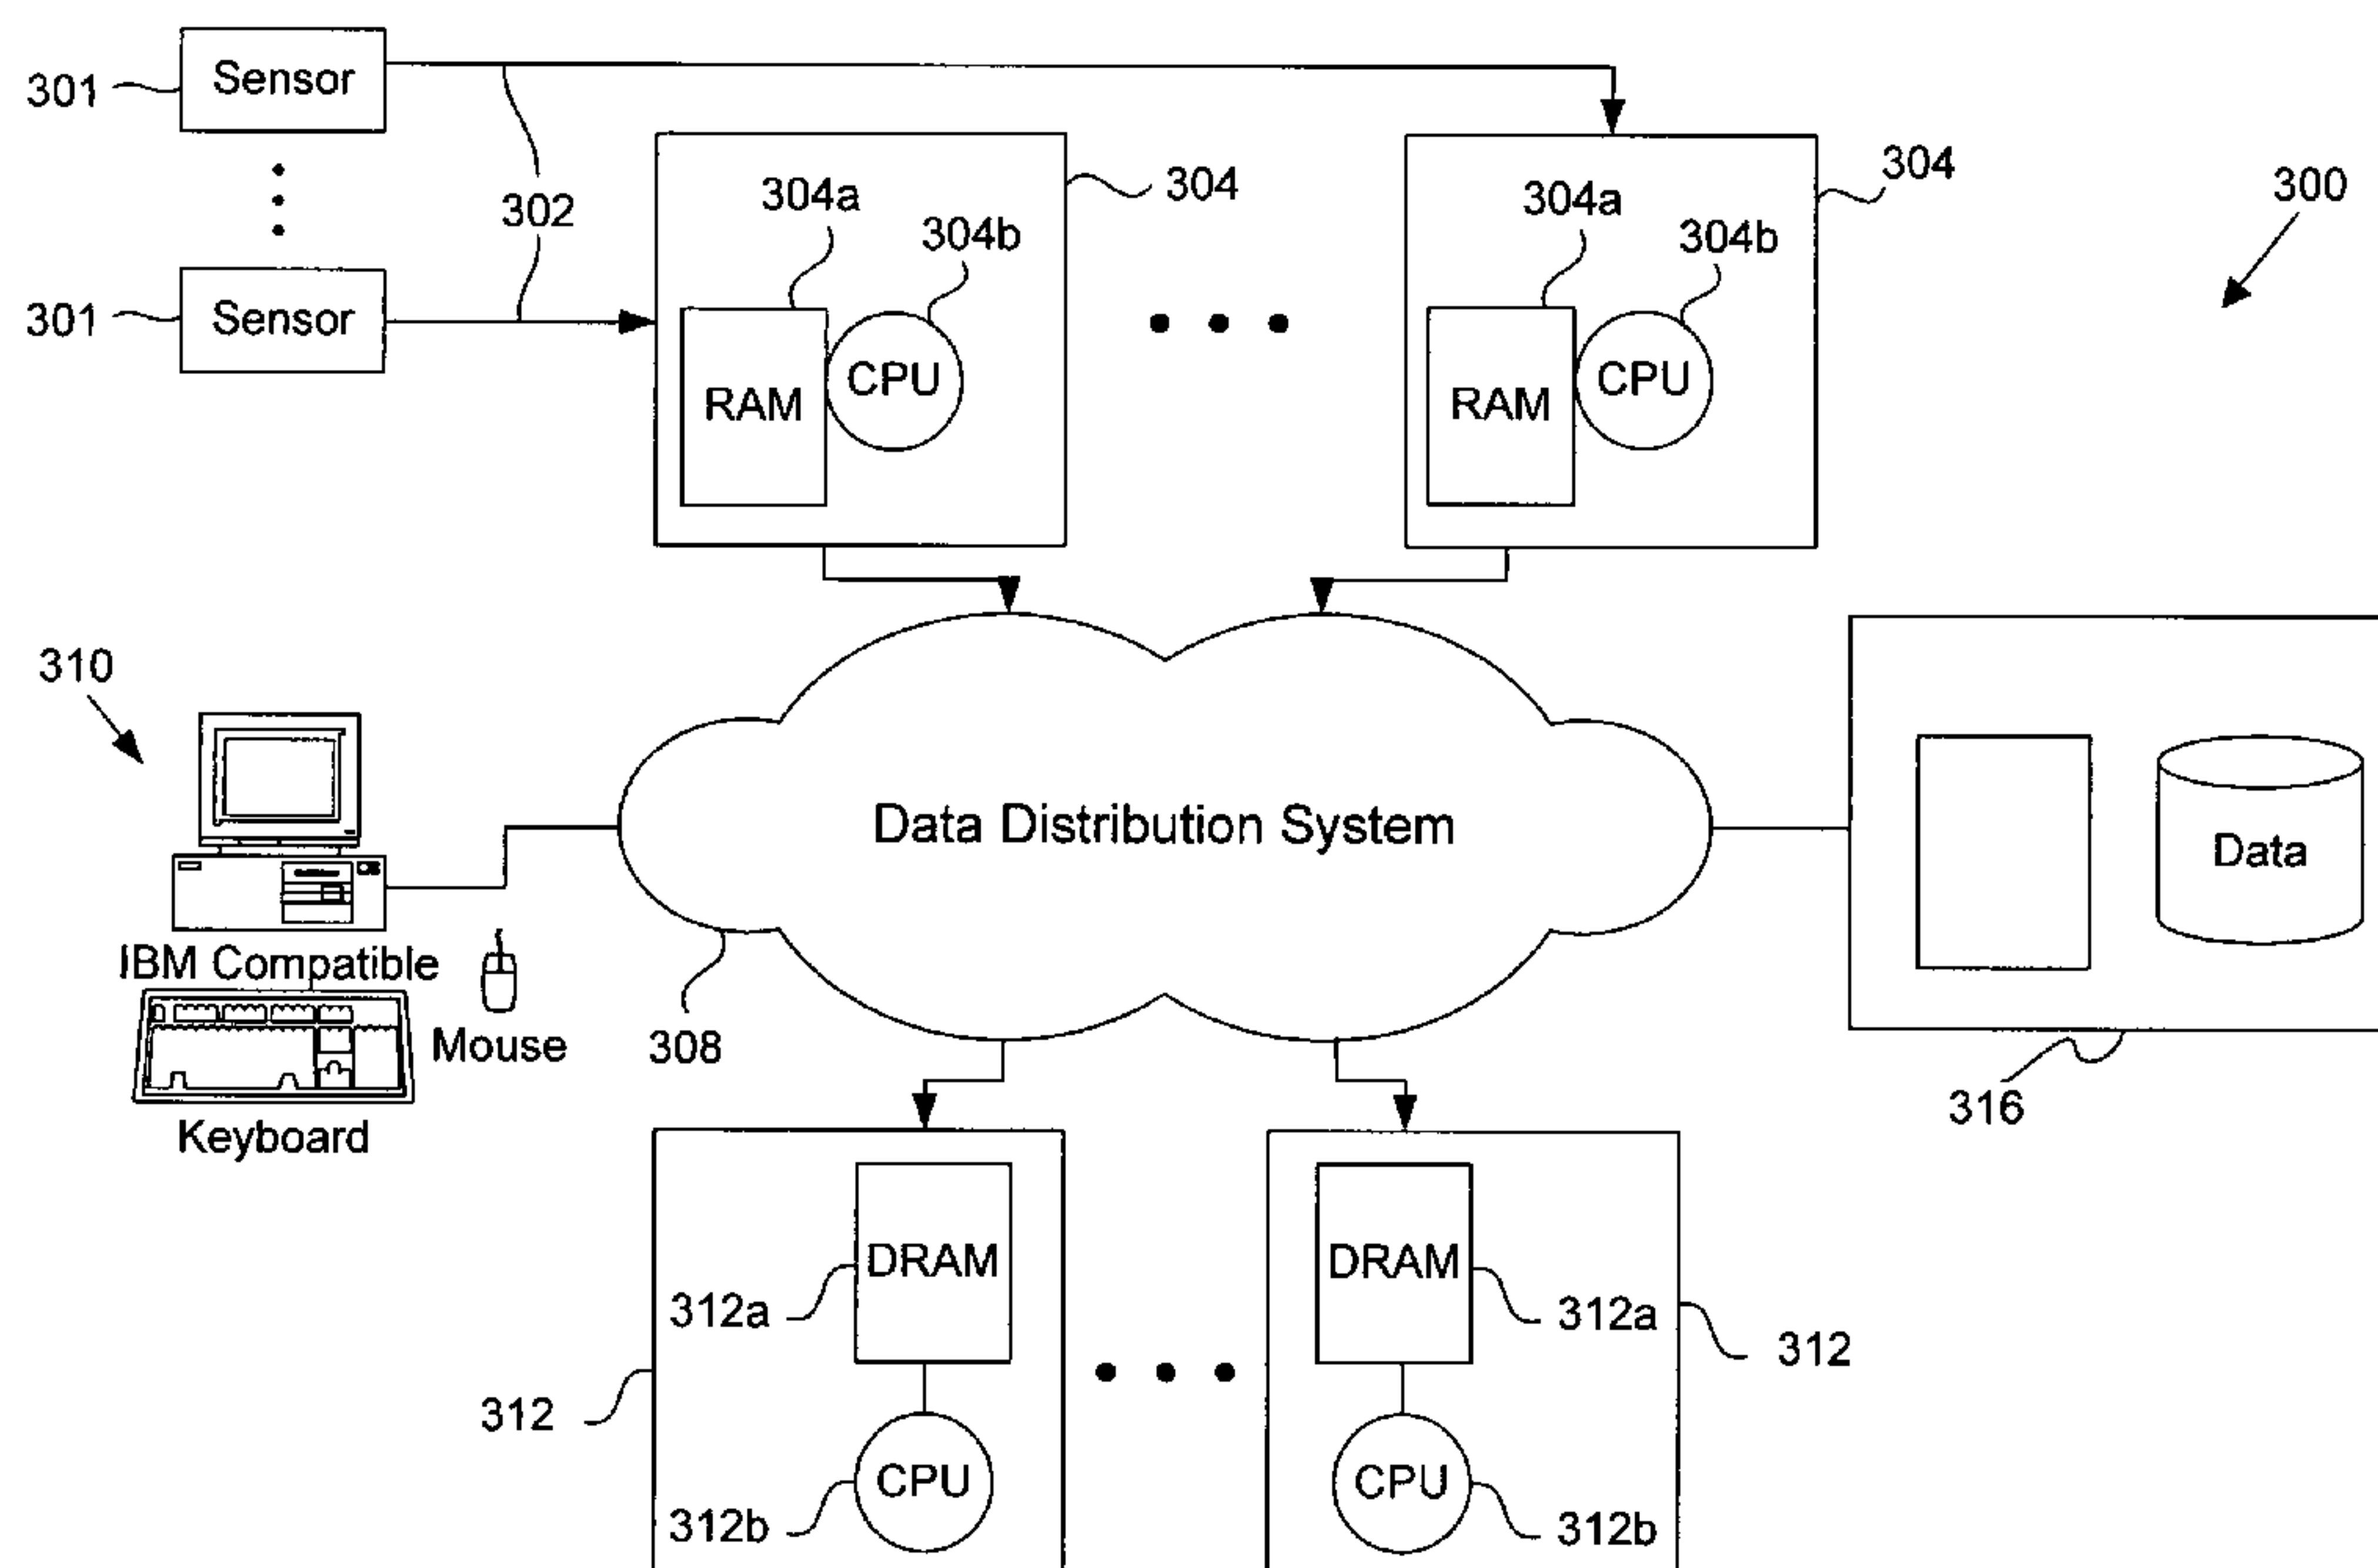 301
Sensor
302
301
Sensor
304a
304b
304
RAM
CPU
304a
304b
304
RAM
CPU
300
310
IBM Compatible
Mouse
Keyboard
Data Distribution System
308
Data
316
DRAM
312a
312
CPU
312b
DRAM
312a
312
CPU
312b